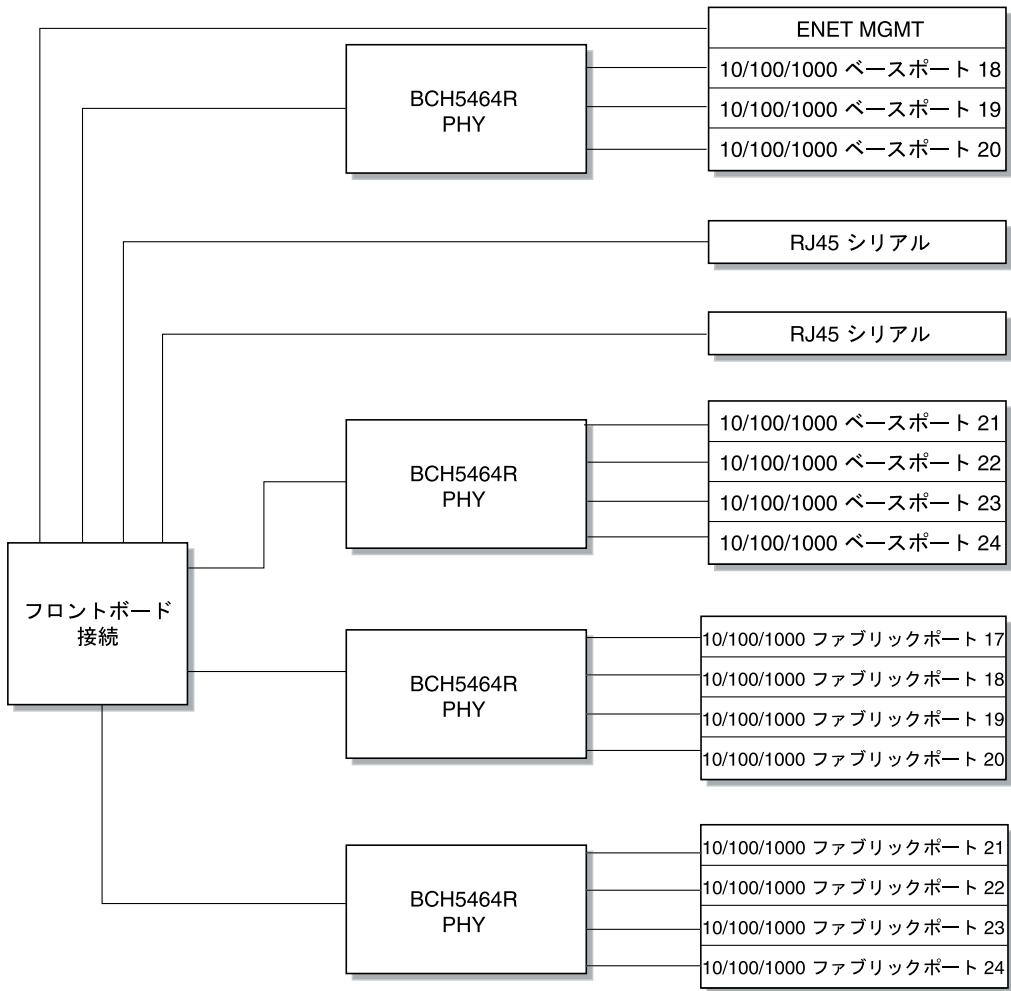 ENET MGMT
10/100/1000 ベースポート 18
10/100/1000 ベースポート 19
10/100/1000 ベースポート 20
BCH5464R
PHY
RJ45 シリアル
RJ45 シリアル
BCH5464R
PHY
10/100/1000 ベースポート 21
10/100/1000 ベースポート 22
10/100/1000 ベースポート 23
10/100/1000 ベースポート 24
フロントボード
接続
BCH5464R
PHY
10/100/1000 ファブリックポート 17
10/100/1000 ファブリックポート 18
10/100/1000 ファブリックポート 19
10/100/1000 ファブリックポート 20
BCH5464R
PHY
10/100/1000 ファブリックポート 21
10/100/1000 ファブリックポート 22
10/100/1000 ファブリックポート 23
10/100/1000 ファブリックポート 24